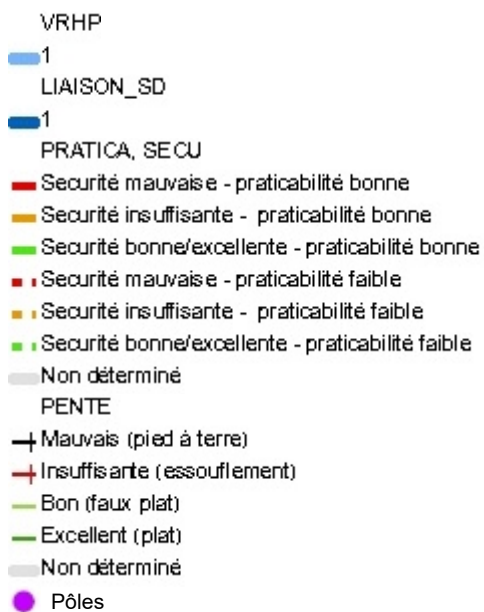 VRHP
1
LIAISON_SD
1
PRATICA, SECU
Securité mauvaise - praticabilité bonne
Securité insuffisante - praticabilité bonne
Securité bonne/excellente - praticabilité bonne
Securité mauvaise - praticabilité faible
Securité insuffisante - praticabilité faible
Securité bonne/excellente - praticabilité faible
Non déterminé
PENTE
Mauvais (pied à terre)
Insuffisante (essouflement)
Bon (faux plat)
Excellent (plat)
Non déterminé
Pôles